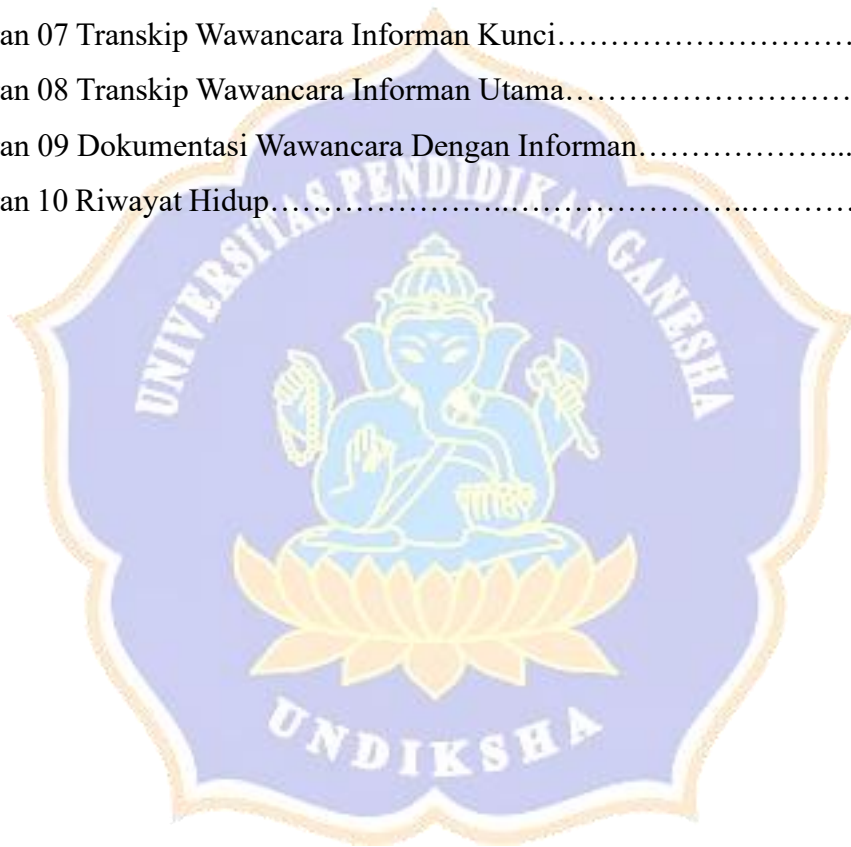 an 07 Transkip Wawancara Informan Kunci……………………….
an 08 Transkip Wawancara Informan Utama……………………….
an 09 Dokumentasi Wawancara Dengan Informan………………...
an 10 Riwayat Hidup…………………..…………………..………
UNIVERSITAS PENDIDIKAN GANESHA
UNDIKSHA